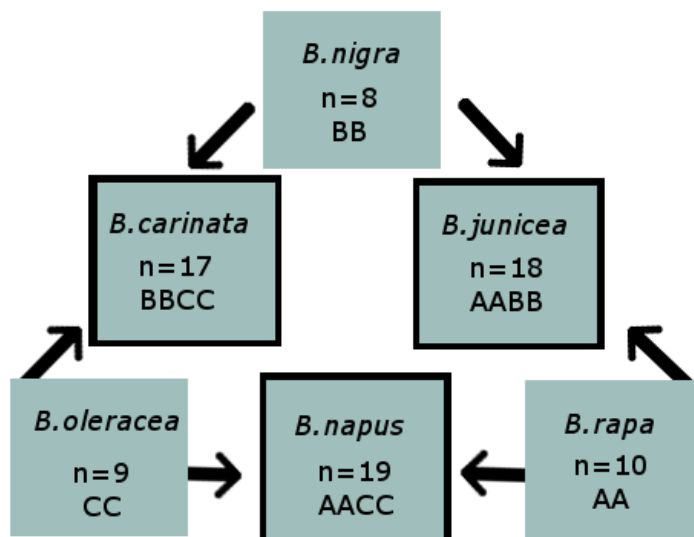 B.nigra
n=8
BB
B.carinata
n=17
BBCC
B.junicea
n=18
AABB
B.oleracea
n=9
CC
B.napus
n=19
AACC
B.rapa
n=10
AA